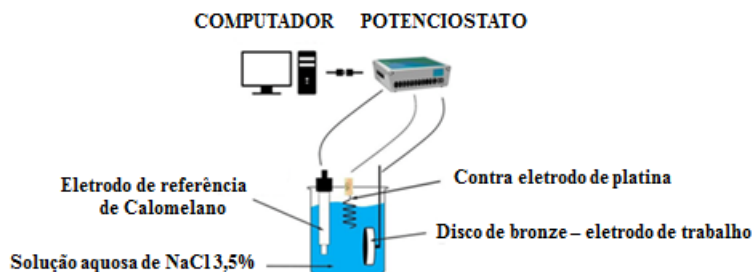 COMPUTADOR POTENCIOSTATO
Eletrodo de referência
de Calomelano
Contra eletrodo de platina
Disco de bronze – eletrodo de trabalho
Solução aquosa de NaCl 3,5%